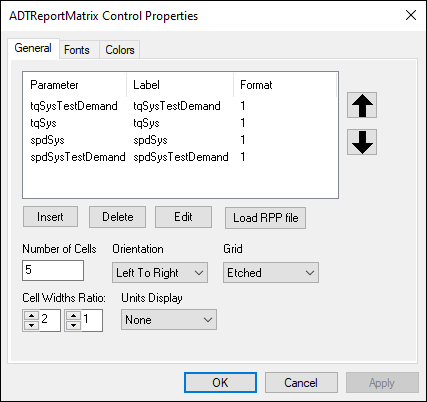 ADTReportMatrix Control Properties
General Fonts Colors
Parameter Label Format
tqSysTestDemand tqSysTestDemand 1
tqSys tqSys 1
spdSys spdSys 1
spdSysTestDemand spdSysTestDemand 1
Insert Delete Edit Load RPP file
Number of Cells Orientation Grid
5 Left To Right Etched
Cell Widths Ratio: Units Display
2 1 None
OK Cancel Apply